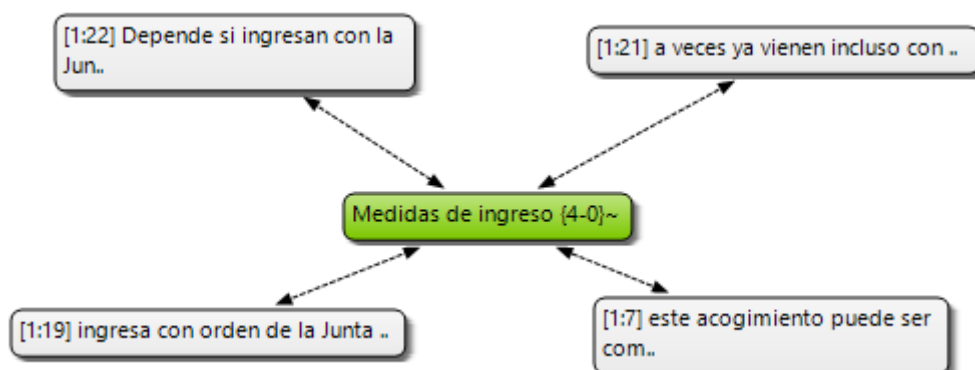 [1:22] Depende si ingresan con la
Jun..
[1:21] a veces ya vienen incluso con ..
Medidas de ingreso {4-0}~
[1:19] ingresa con orden de la Junta ..
[1:7] este acogimiento puede ser
com..